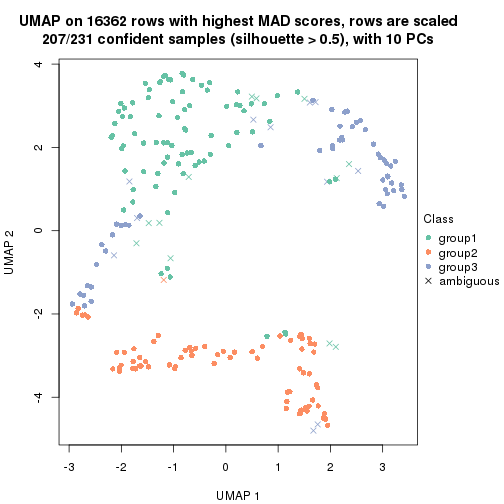 UMAP on 16362 rows with highest MAD scores, rows are scaled
207/231 confident samples (silhouette > 0.5), with 10 PCs
4
2
0
-2
-4
UMAP 2
-3
-2
-1
0
1
2
3
UMAP 1
Class
group1
group2
group3
ambiguous